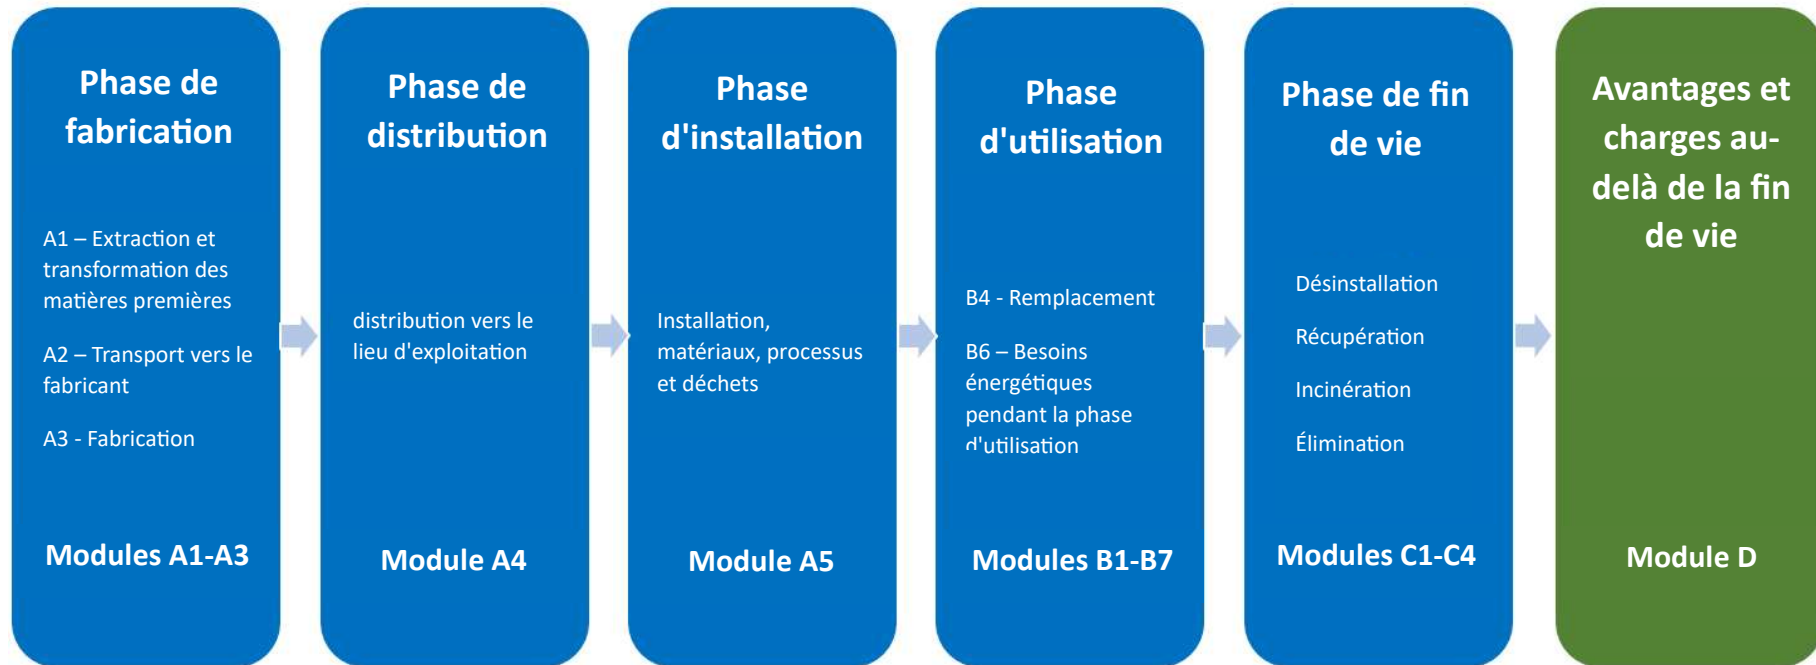 Phase de
fabrication
A1 – Extraction et
transformation des
matières premières
A2 – Transport vers le
fabricant
A3 - Fabrication
Modules A1-A3
Phase de
distribution
distribution vers le
lieu d'exploitation
Module A4
Phase
d'installation
Installation,
matériaux, processus
et déchets
Module A5
Phase
d'utilisation
B4 - Remplacement
B6 – Besoins
énergétiques
pendant la phase
d'utilisation
Modules B1-B7
Phase de fin
de vie
Désinstallation
Récupération
Incinération
Élimination
Modules C1-C4
Avantages et
charges au-
delà de la fin
de vie
Module D